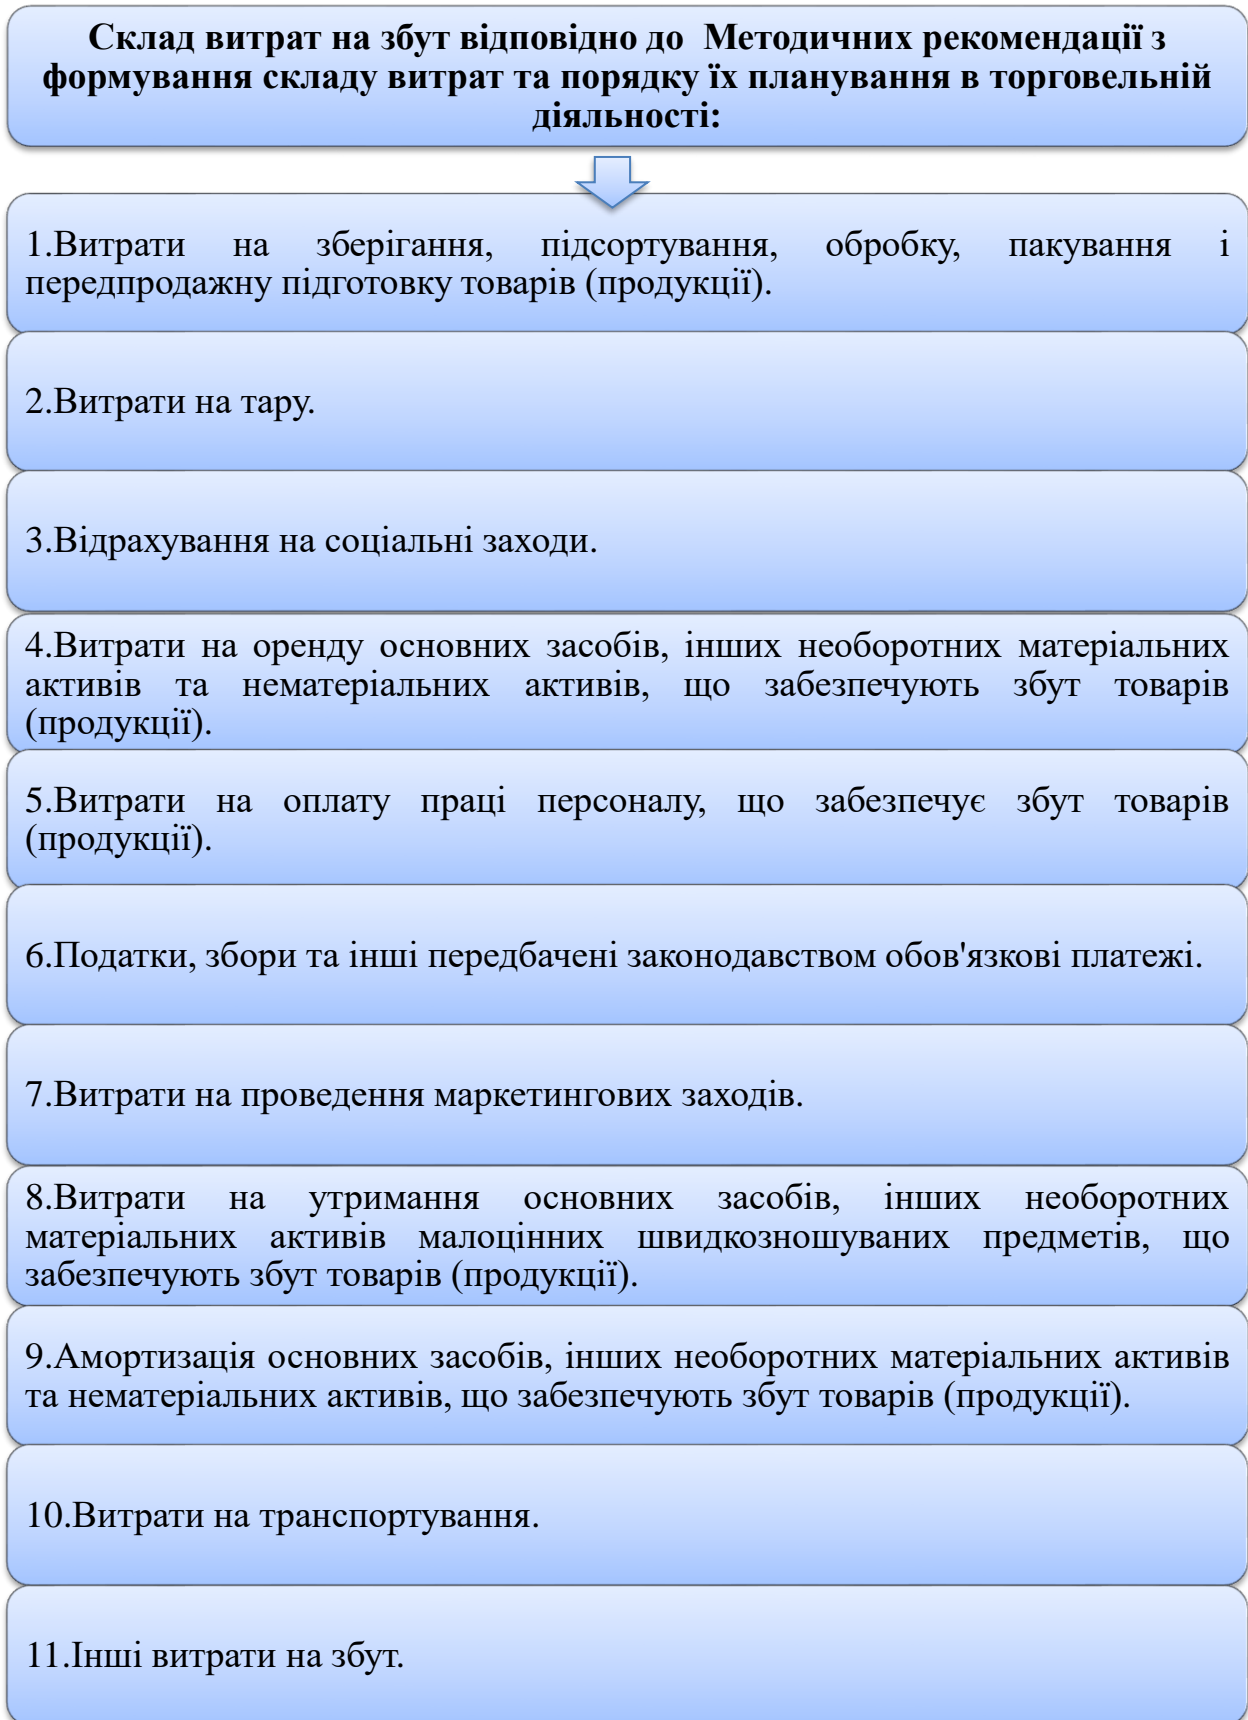 Склад витрат на збут відповідно до Методичних рекомендації з
формування складу витрат та порядку їх планування в торговельній
діяльності:
1.Витрати на зберігання, підсортування, обробку, пакування і
передпродажну підготовку товарів (продукції).
2.Витрати на тару.
3.Відрахування на соціальні заходи.
4.Витрати на оренду основних засобів, інших необоротних матеріальних
активів та нематеріальних активів, що забезпечують збут товарів
(продукції).
5.Витрати на оплату праці персоналу, що забезпечує збут товарів
(продукції).
6.Податки, збори та інші передбачені законодавством обов'язкові платежі.
7.Витрати на проведення маркетингових заходів.
8.Витрати на утримання основних засобів, інших необоротних
матеріальних активів малоцінних швидкозношуваних предметів, що
забезпечують збут товарів (продукції).
9.Амортизація основних засобів, інших необоротних матеріальних активів
та нематеріальних активів, що забезпечують збут товарів (продукції).
10.Витрати на транспортування.
11.Інші витрати на збут.